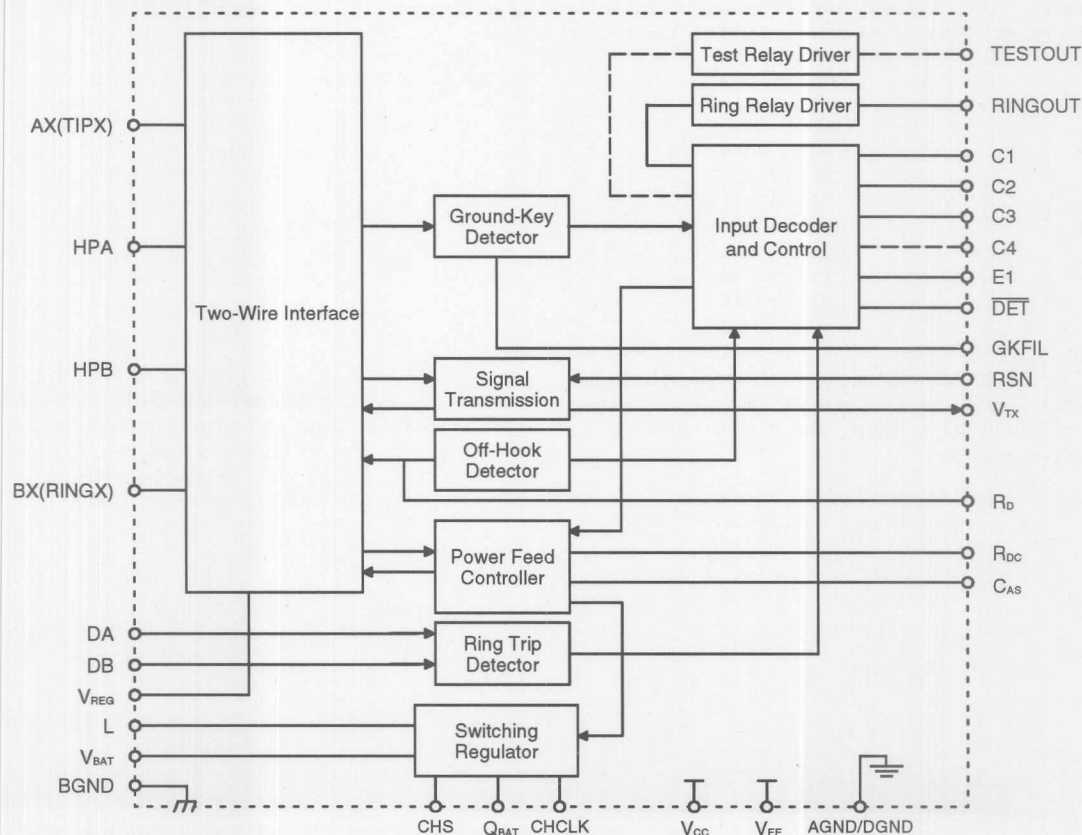 Test Relay Driver
TESTOUT
Ring Relay Driver
RINGOUT
AX(TIPX)
C1
C2
Ground-Key
Detector
Input Decoder
and Control
C3
HPA
C4
E1
DET
Two-Wire Interface
GKFIL
HPB
Signal
Transmission
RSN
VTX
Off-Hook
Detector
BX(RINGX)
RD
Power Feed
Controller
RDC
CAS
DA
Ring Trip
Detector
DB
VREG
L
Switching
Regulator
VBAT
BGND
CHS
QBAT
CHCLK
VCC
VEE
AGND/DGND